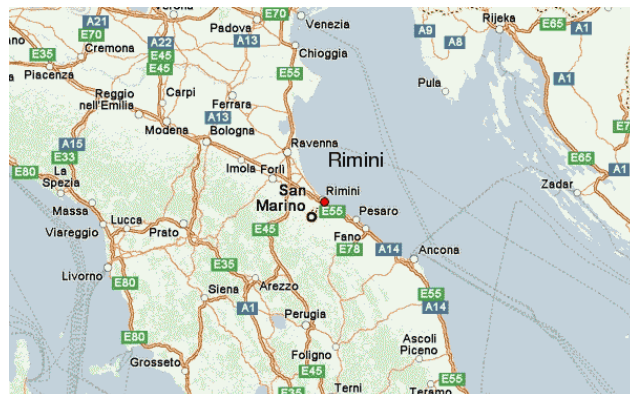 Verona
Padova
Venezia
Rijeka
A21
E70
E70
A13
E65
A1
ano
Cremona
A22
A9
A8
E35
E45
E45
Chioggia
Piacenza
E55
A1
Pula
Reggio
nell'Emilia
Carpi
Ferrara
A13
Modena
Bologna
E7
A15
Ravenna
E33
Rimini
E65
E80
La
Spezia
Imola
Forlì
San
Marino
Rimini
Zadar
Massa
E55
Pesaro
Lucca
Viareggio
Prato
E45
Fano
E78
A14
Ancona
Livorno
E35
E80
Siena
Arezzo
E55
A1
A14
Perugia
E80
Ascoli
Piceno
Grosseto
Foligno
E35
E45
Terni
E55
Teramo